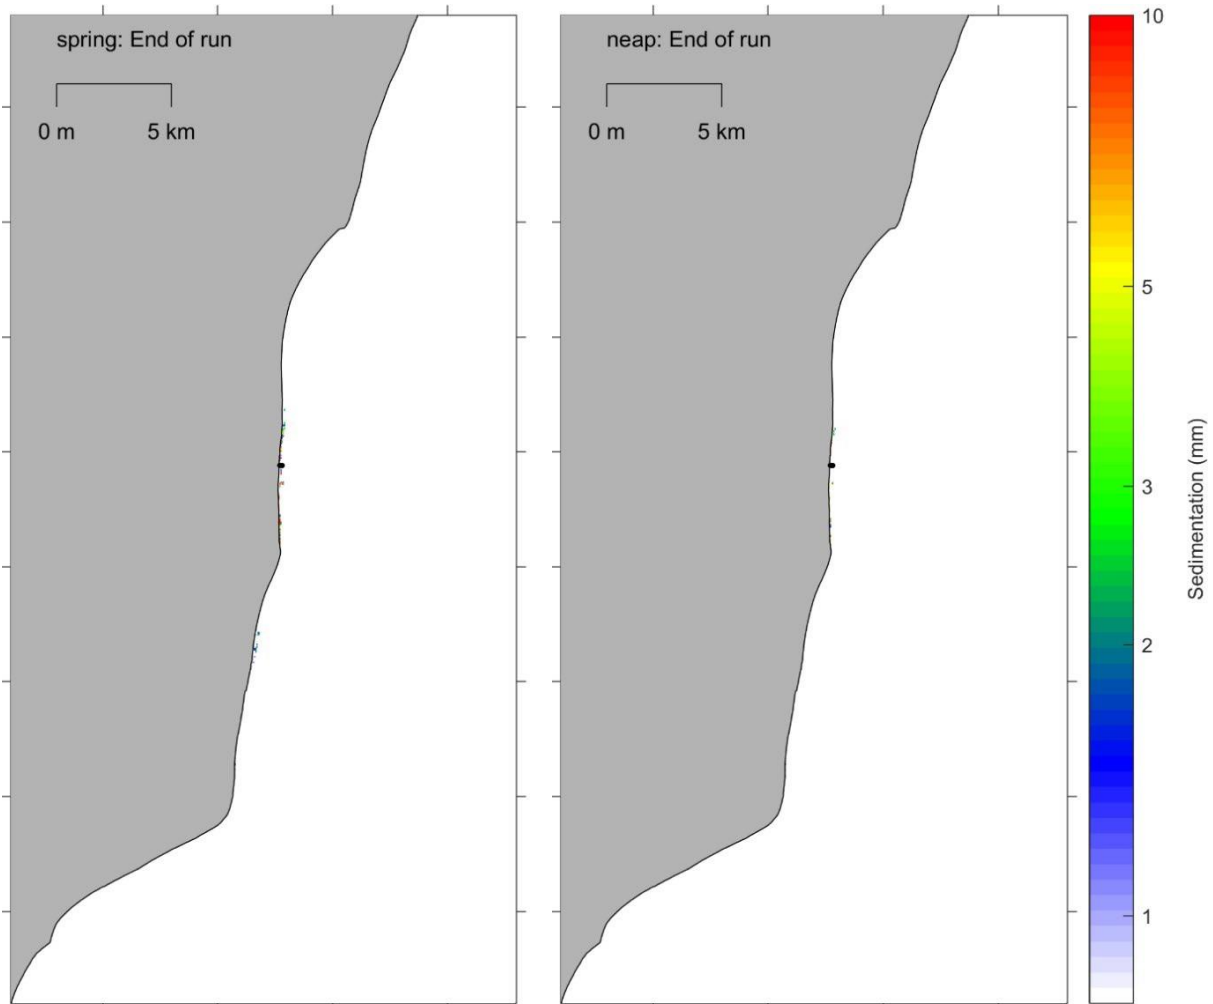 spring: End of run
0 m 5 km
neap: End of run
0 m 5 km
10
5
3
2
1
Sedimentation (mm)